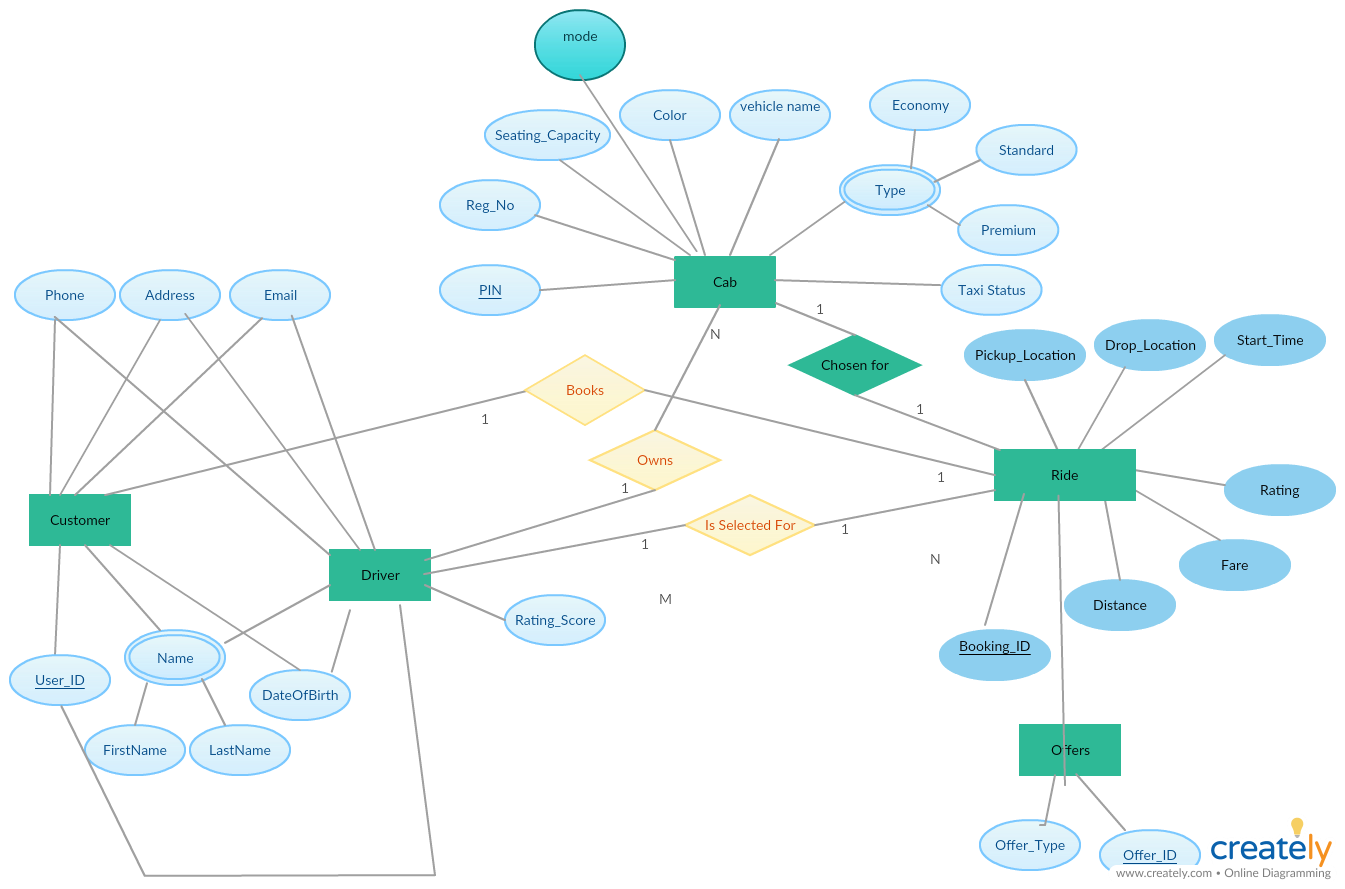 mode
Economy
Color
vehicle name
Seating_Capacity
Standard
Type
Reg_No
Premium
Cab
PIN
Taxi Status
Phone
Address
Email
1
N
Start_Time
Drop_Location
Pickup_Location
Chosen for
Books
1
1
Owns
Ride
1
1
Rating
Customer
Is Selected For
1
1
N
Driver
Fare
M
Distance
Rating_Score
Booking_ID
Name
User_ID
DateOfBirth
FirstName
LastName
Offers
Offer_Type
Offer_ID
creately
www.creately.com • Online Diagramming